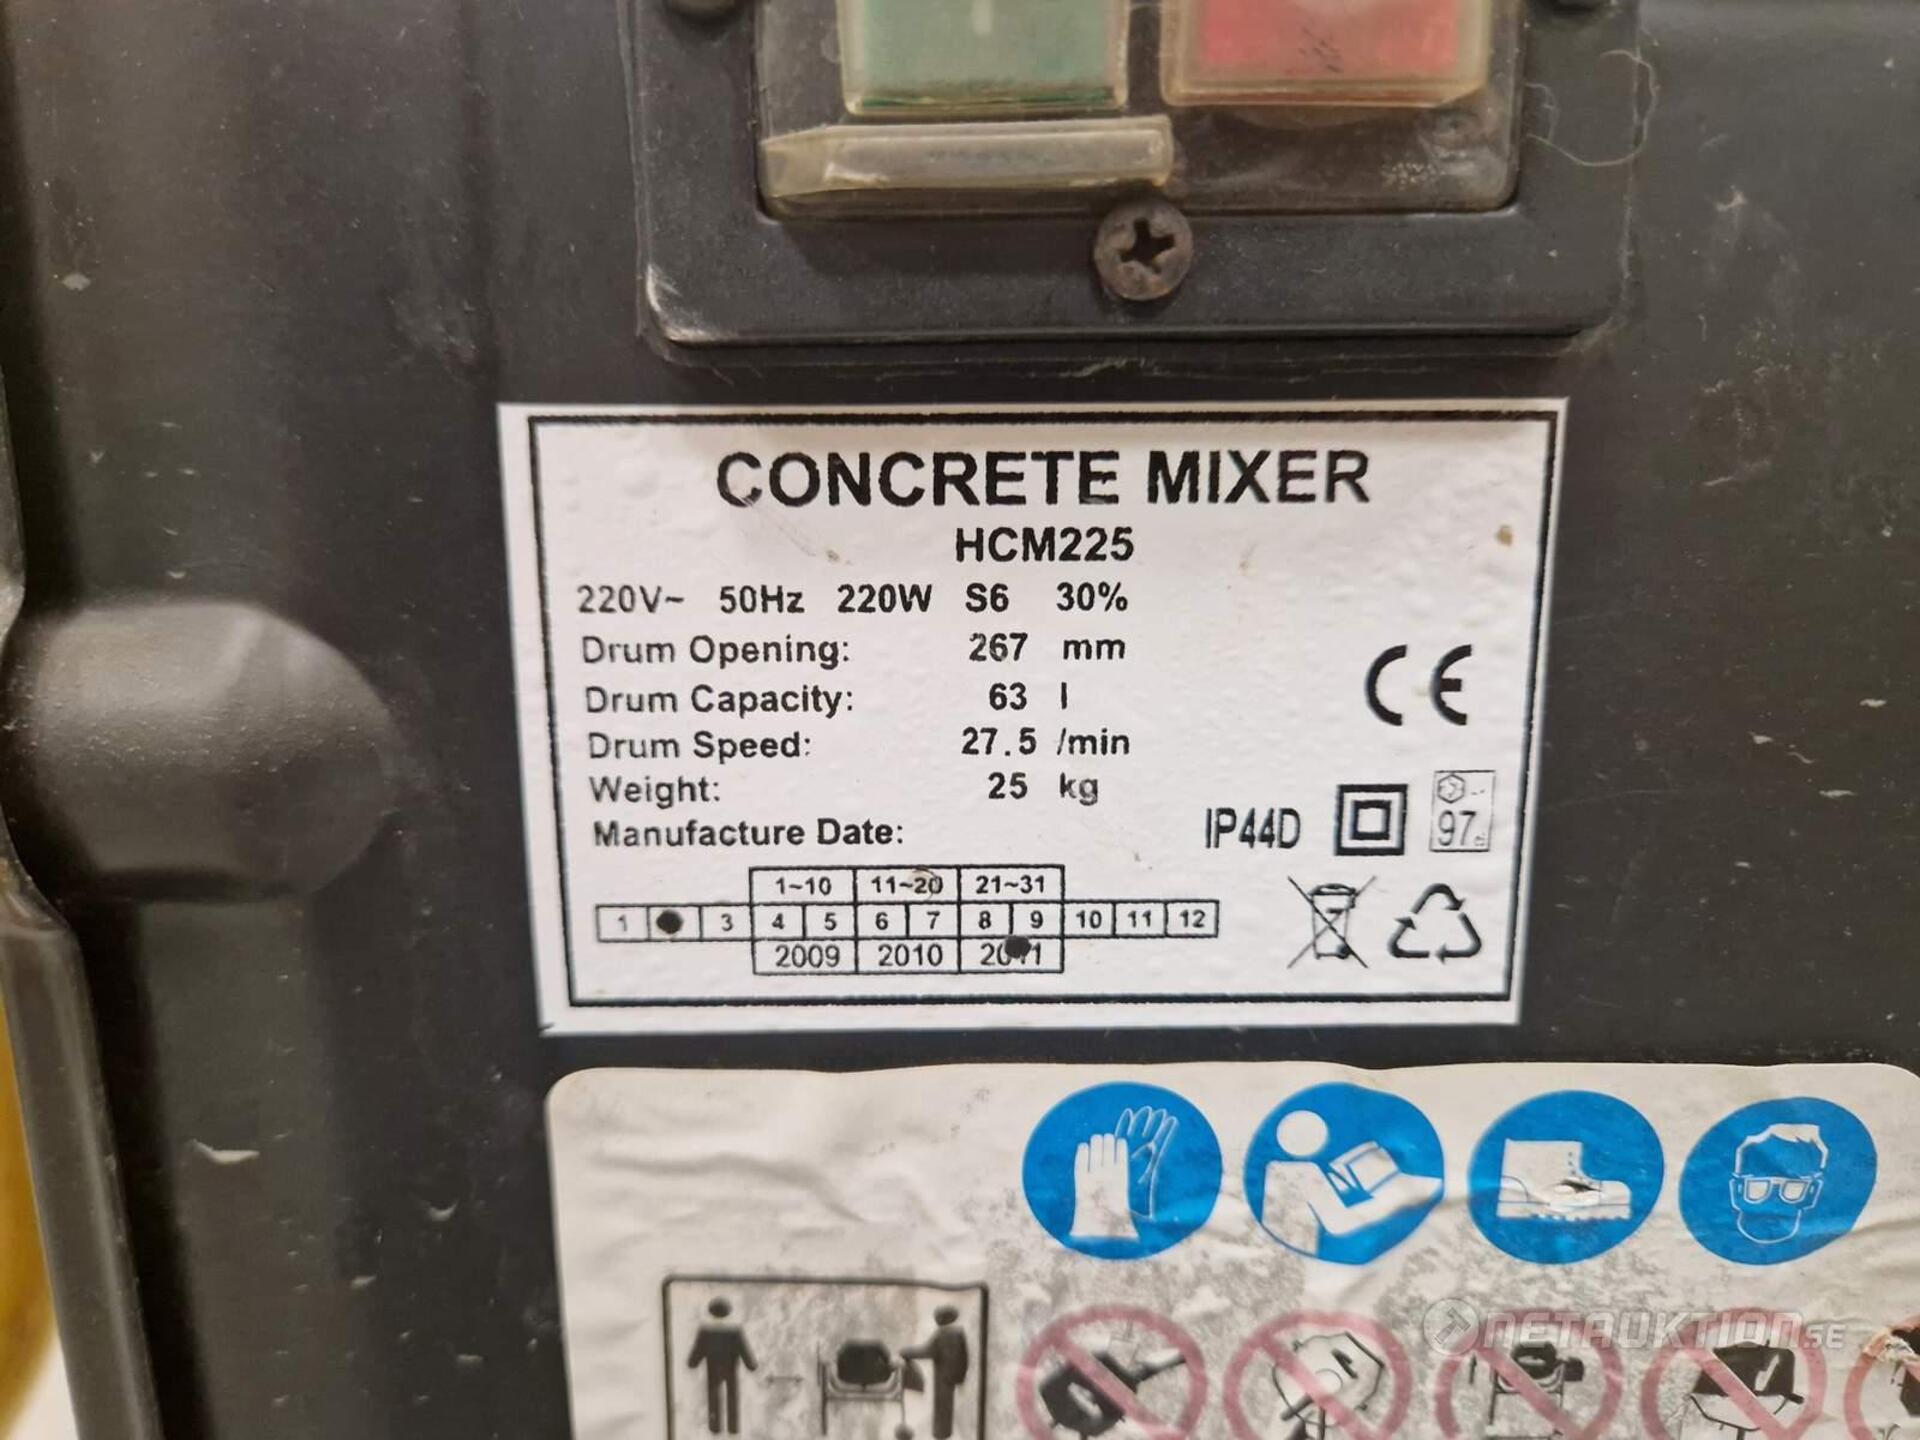 CONCRETE MIXER
HCM225
220V~ 50Hz 220W S6 30%
Drum Opening: 267 mm
Drum Capacity: 63 l
Drum Speed: 27.5 /min
Weight: 25 kg
Manufacture Date:
CE
IP44D
97
1~10 11~20 21~31
1 3 4 5 6 7 8 9 10 11 12
2009 2010 2011
NETAUKTION.SE